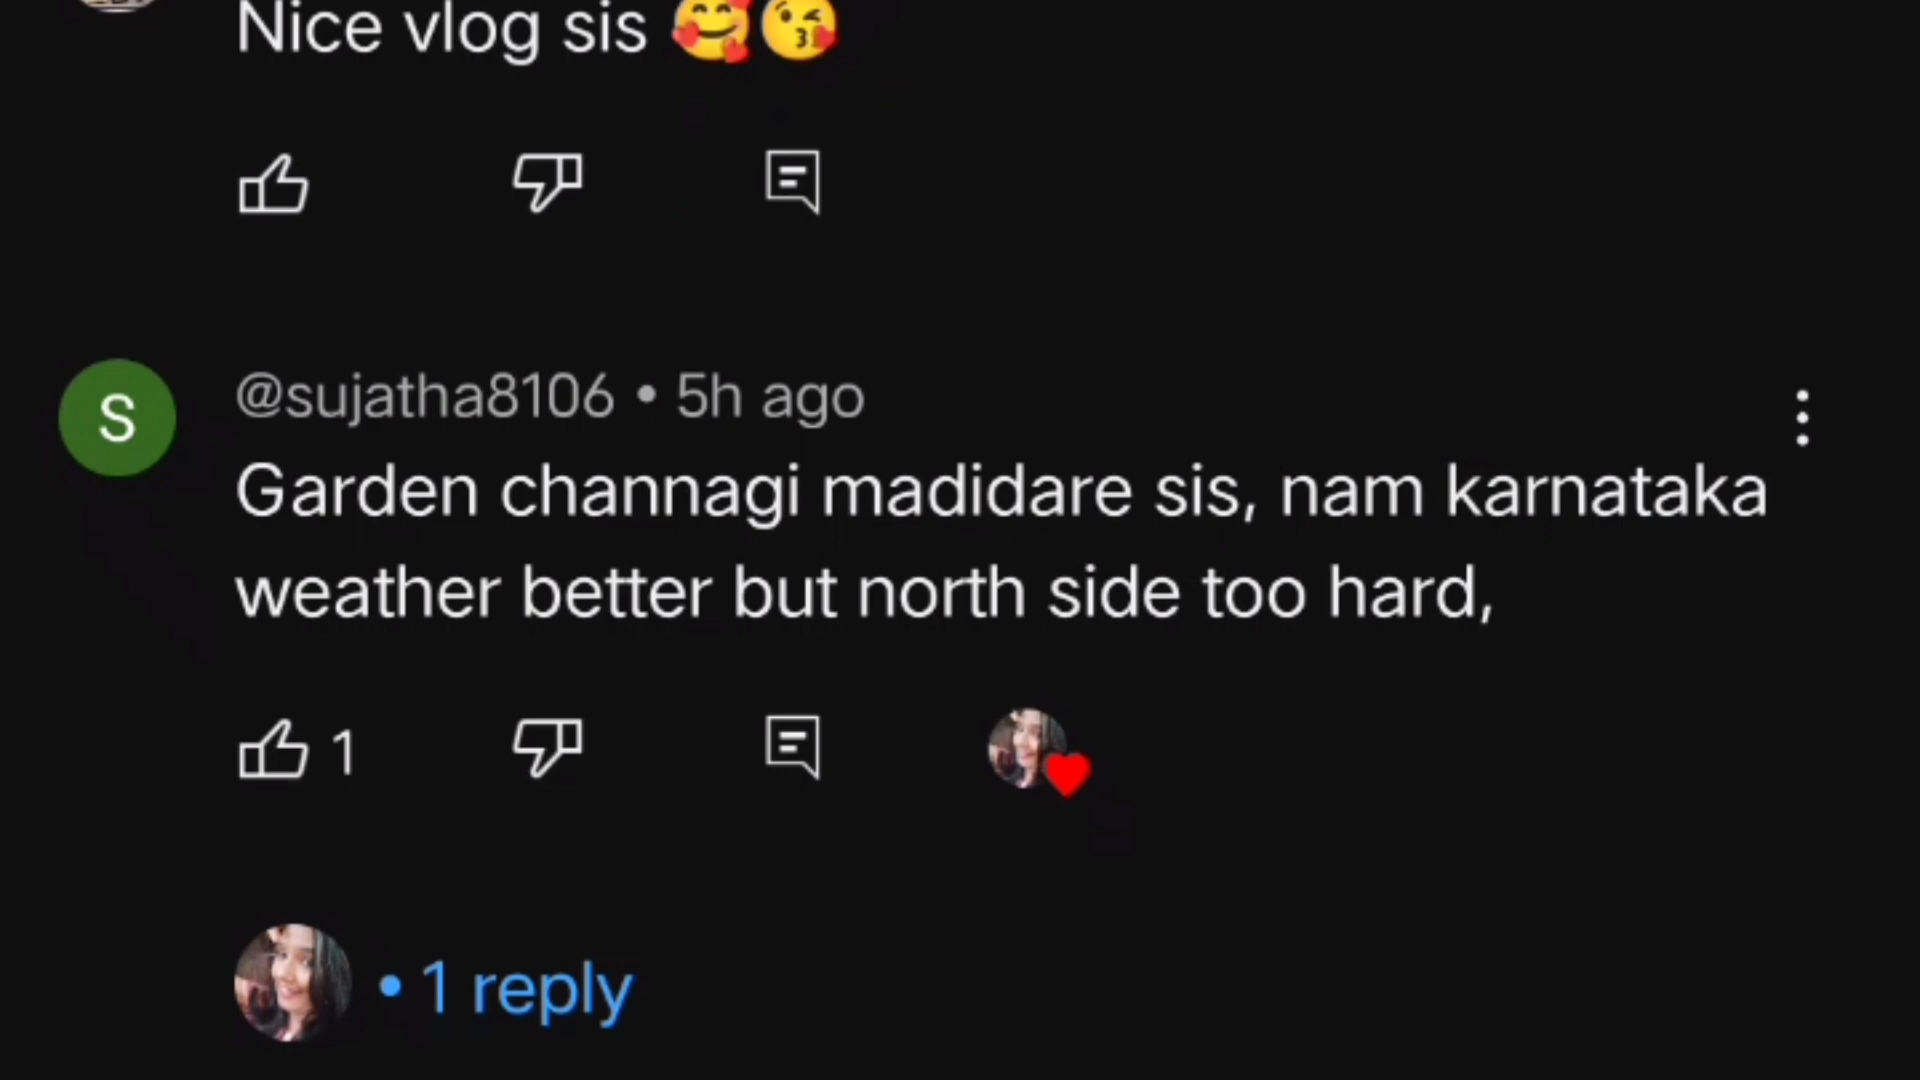 Nice vlog sis 🥰😘
S
@sujatha8106 • 5h ago
Garden channagi madidare sis, nam karnataka
weather better but north side too hard,
1
• 1 reply